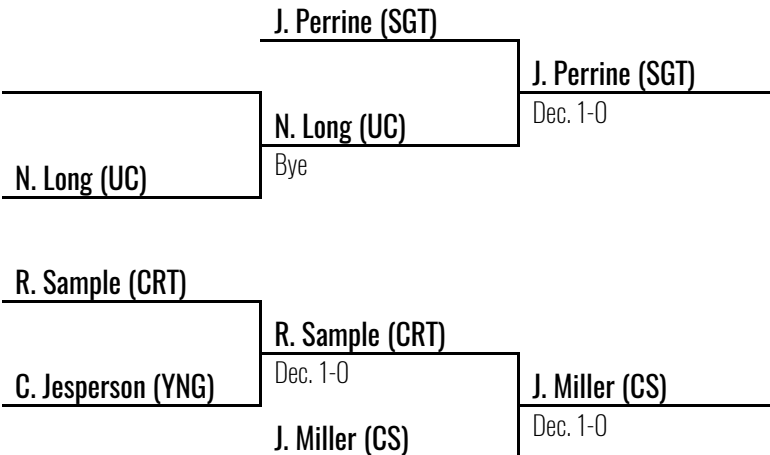 J. Perrine (SGT)
J. Perrine (SGT)
Dec. 1-0
N. Long (UC)
Bye
N. Long (UC)
R. Sample (CRT)
R. Sample (CRT)
Dec. 1-0
C. Jesperson (YNG)
J. Miller (CS)
Dec. 1-0
J. Miller (CS)